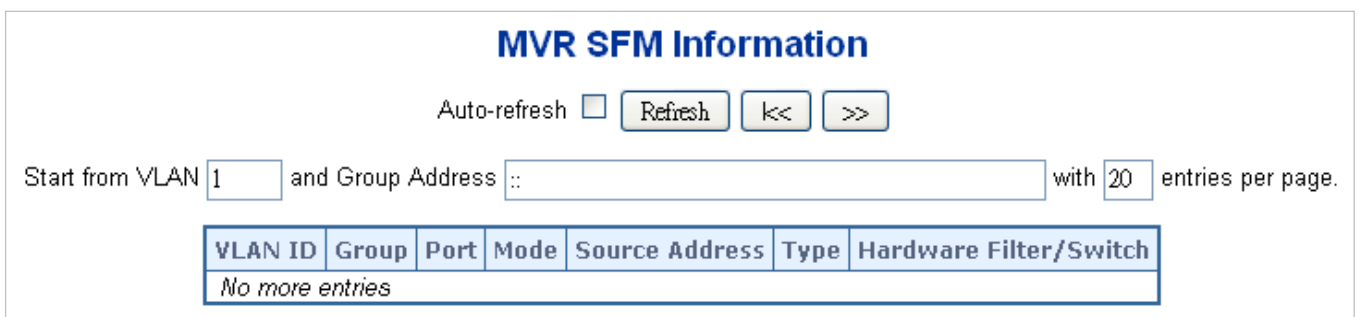 MVR SFM Information
Auto-refresh Refresh |<< >>
Start from VLAN 1 and Group Address :: with 20 entries per page.
VLAN ID Group Port Mode Source Address Type Hardware Filter/Switch
No more entries